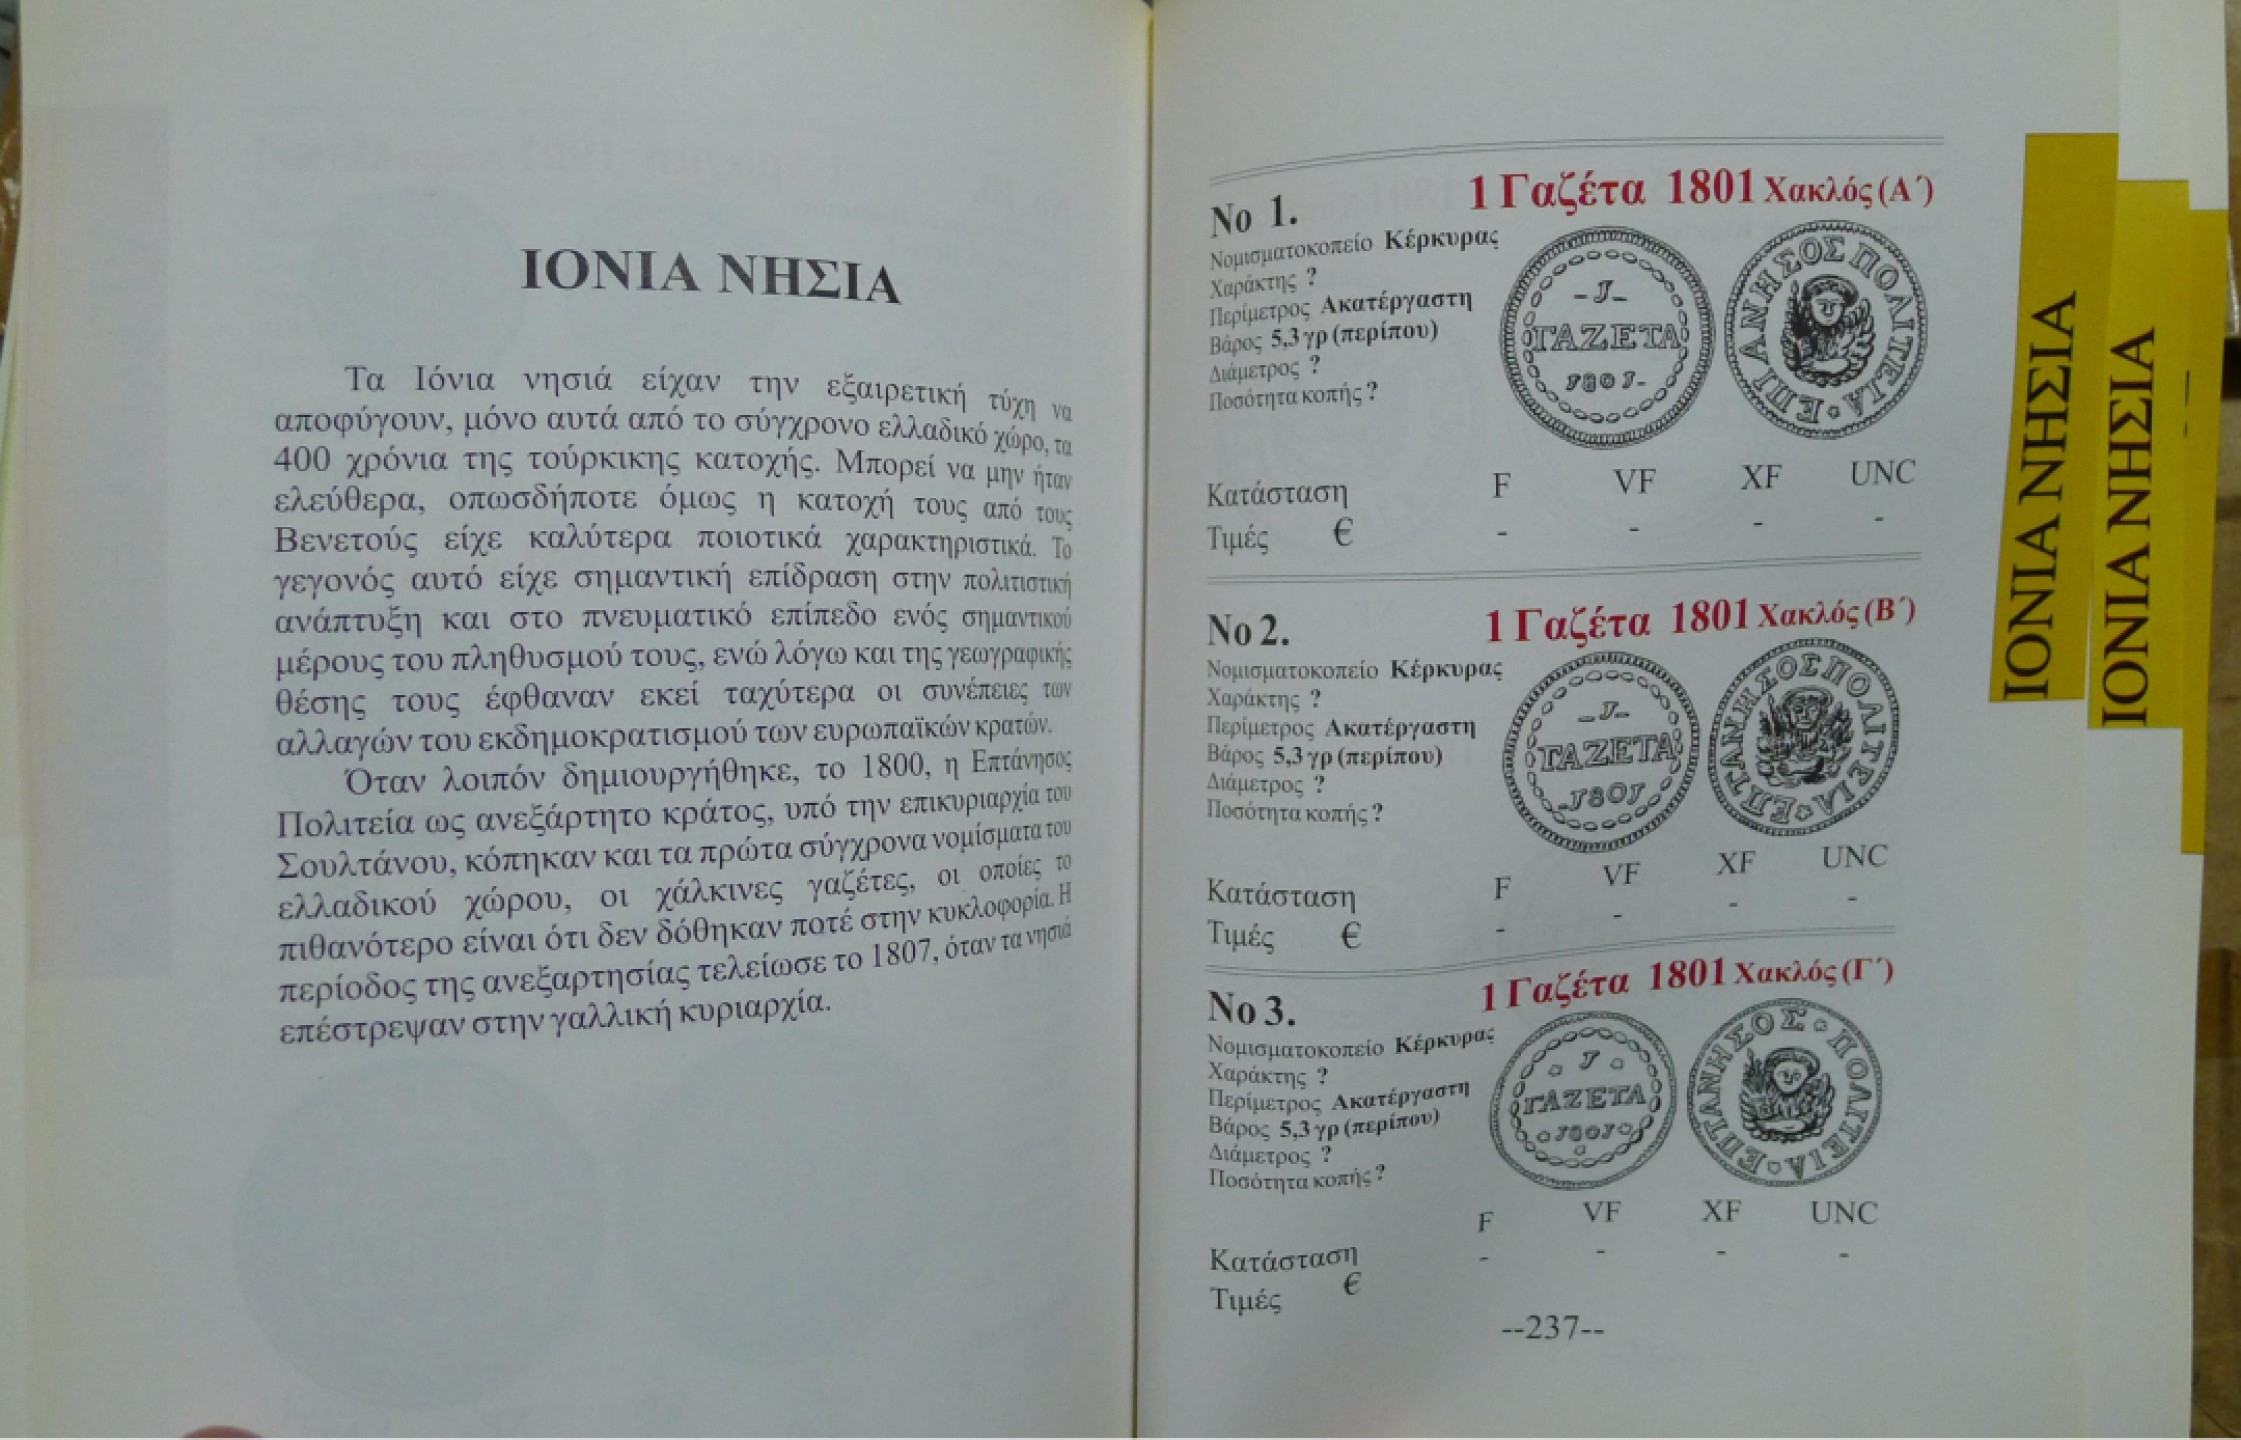 ΙΟΝΙΑ ΝΗΣΙΑ
Τα Ιόνια νησιά είχαν την εξαιρετική τύχη να
αποφύγουν, μόνο αυτά από το σύγχρονο ελλαδικό χώρο, τα
400 χρόνια της τούρκικης κατοχής. Μπορεί να μην ήταν
ελεύθερα, οπωσδήποτε όμως η κατοχή τους από τους
Βενετούς είχε καλύτερα ποιοτικά χαρακτηριστικά. Το
γεγονός αυτό είχε σημαντική επίδραση στην πολιτιστική
ανάπτυξη και στο πνευματικό επίπεδο ενός σημαντικού
μέρους του πληθυσμού τους, ενώ λόγω και της γεωγραφικής
θέσης τους έφθαναν εκεί ταχύτερα οι συνέπειες των
αλλαγών του εκδημοκρατισμού των ευρωπαϊκών κρατών.
Όταν λοιπόν δημιουργήθηκε, το 1800, η Επτάνησος
Πολιτεία ως ανεξάρτητο κράτος, υπό την επικυριαρχία του
Σουλτάνου, κόπηκαν και τα πρώτα σύγχρονα νομίσματα του
ελλαδικού χώρου, οι χάλκινες γαζέτες, οι οποίες το
πιθανότερο είναι ότι δεν δόθηκαν ποτέ στην κυκλοφορία. Η
περίοδος της ανεξαρτησίας τελείωσε το 1807, όταν τα νησιά
επέστρεψαν στην γαλλική κυριαρχία.
Νο 1. 1 Γαζέτα 1801 Χακλός (Α΄)
Νομισματοκοπείο Κέρκυρας
Χαράκτης ?
Περίμετρος Ακατέργαστη
Βάρος 5,3 γρ (περίπου)
Διάμετρος ?
Ποσότητα κοπής ?
- J -
ΓΑΖΕΤΑ
J80J-
ΕΠΙΑΝΗΣΟΣ ΠΟΛΙΤΕΙΑ
Κατάσταση F VF XF UNC
Τιμές € - - - -
Νο 2. 1 Γαζέτα 1801 Χακλός (Β΄)
Νομισματοκοπείο Κέρκυρας
Χαράκτης ?
Περίμετρος Ακατέργαστη
Βάρος 5,3 γρ (περίπου)
Διάμετρος ?
Ποσότητα κοπής ?
- J -
ΓΑΖΕΤΑ
-J80J
ΕΠΤΑΝΗΣΟΣ ΠΟΛΙΤΕΙΑ
Κατάσταση F VF XF UNC
Τιμές € - - - -
Νο 3. 1 Γαζέτα 1801 Χακλός (Γ΄)
Νομισματοκοπείο Κέρκυρας
Χαράκτης ?
Περίμετρος Ακατέργαστη
Βάρος 5,3 γρ (περίπου)
Διάμετρος ?
Ποσότητα κοπής ?
J
ΓΑΖΕΤΑ
J80J
ΕΠΤΑΝΗΣΟΣ ΠΟΛΙΤΕΙΑ
F VF XF UNC
Κατάσταση - - - -
Τιμές €
--237--
ΙΟΝΙΑ ΝΗΣΙΑ
ΙΟΝΙΑ ΝΗΣΙΑ